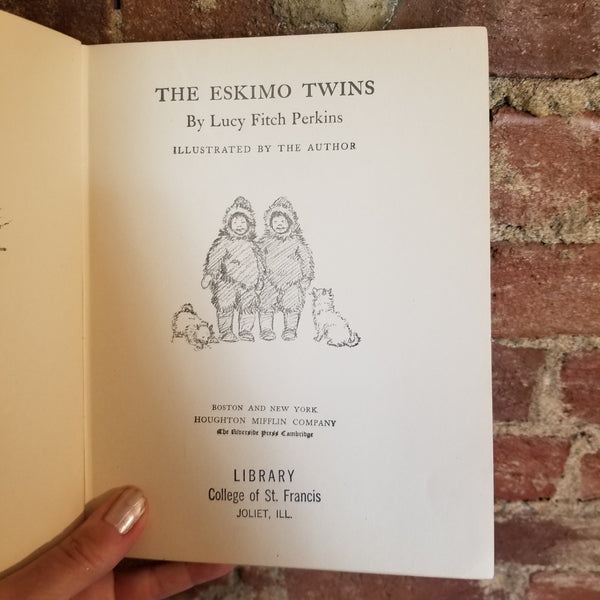 THE ESKIMO TWINS
By Lucy Fitch Perkins
ILLUSTRATED BY THE AUTHOR
BOSTON AND NEW YORK
HOUGHTON MIFFLIN COMPANY
The Riverside Press Cambridge
LIBRARY
College of St. Francis
JOLIET, ILL.